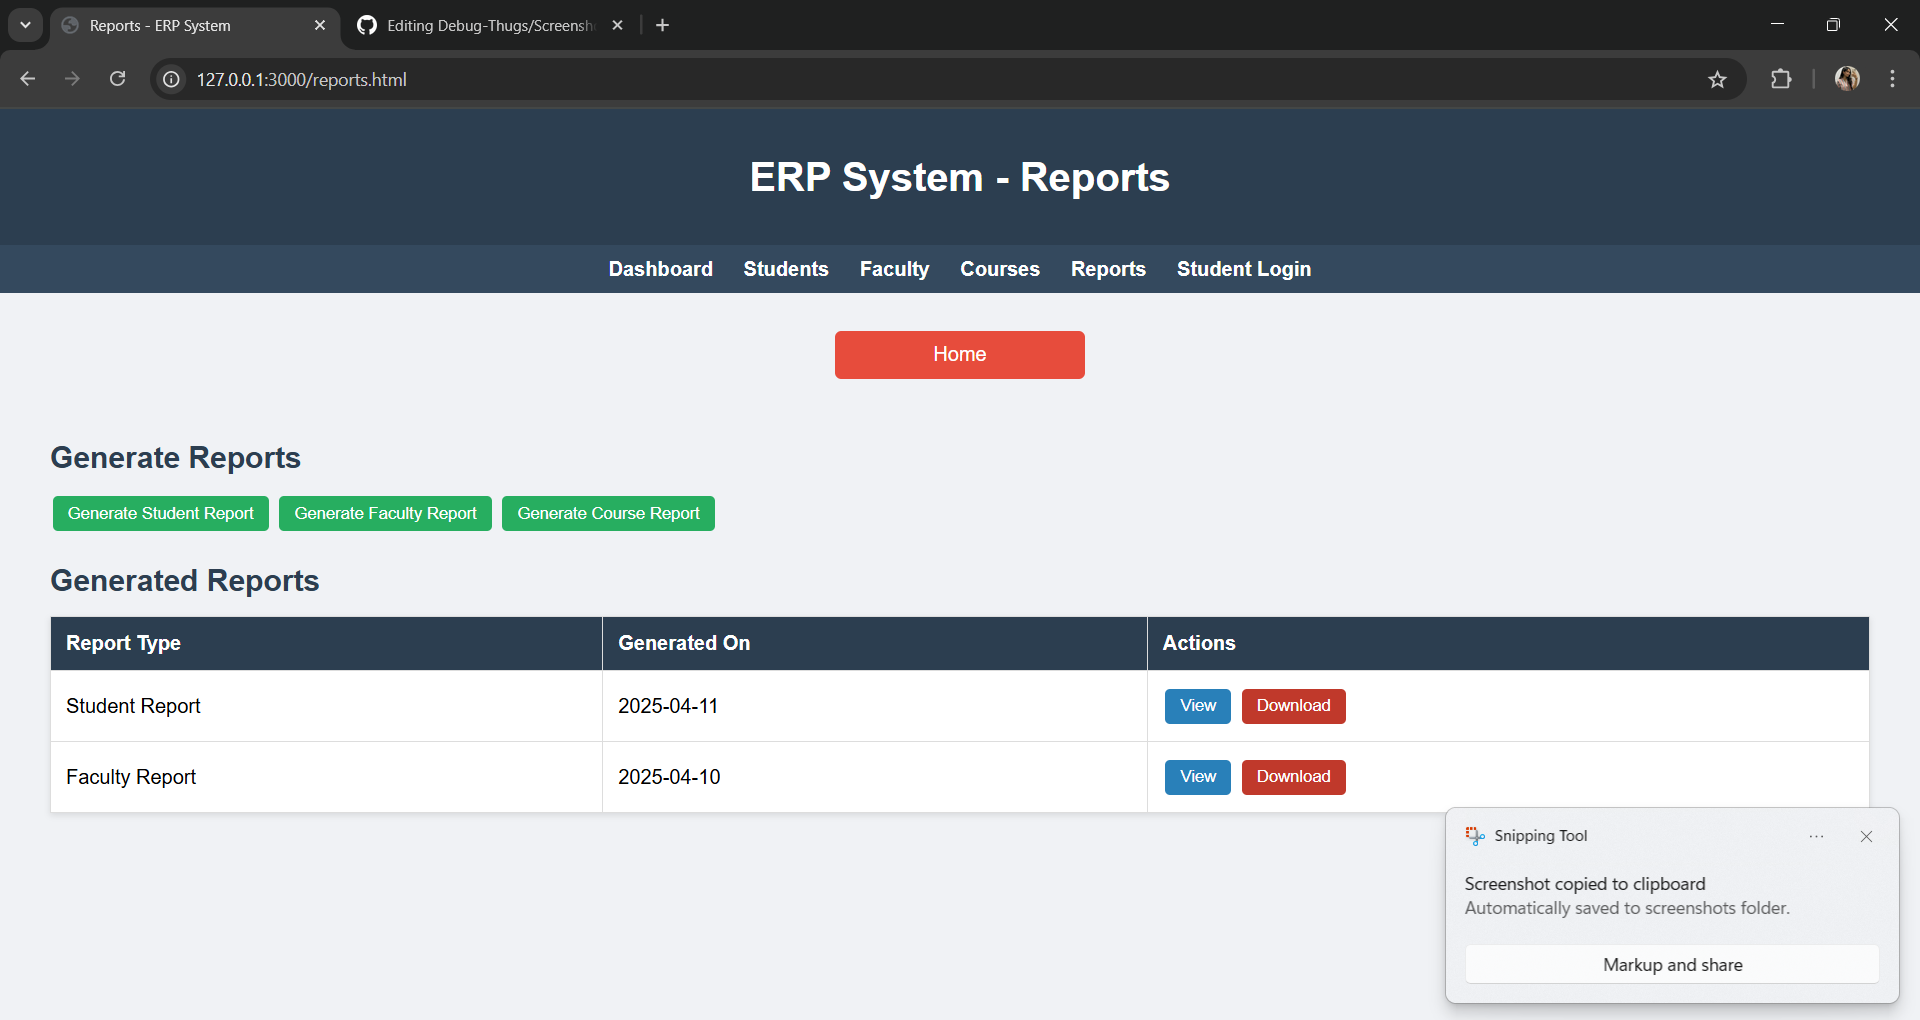 Reports - ERP System
Editing Debug-Thugs/Screensh
127.0.0.1:3000/reports.html
ERP System - Reports
Dashboard Students Faculty Courses Reports Student Login
Home
Generate Reports
Generate Student Report Generate Faculty Report Generate Course Report
Generated Reports
Report Type Generated On Actions
Student Report 2025-04-11 View Download
Faculty Report 2025-04-10 View Download
Snipping Tool
Screenshot copied to clipboard
Automatically saved to screenshots folder.
Markup and share